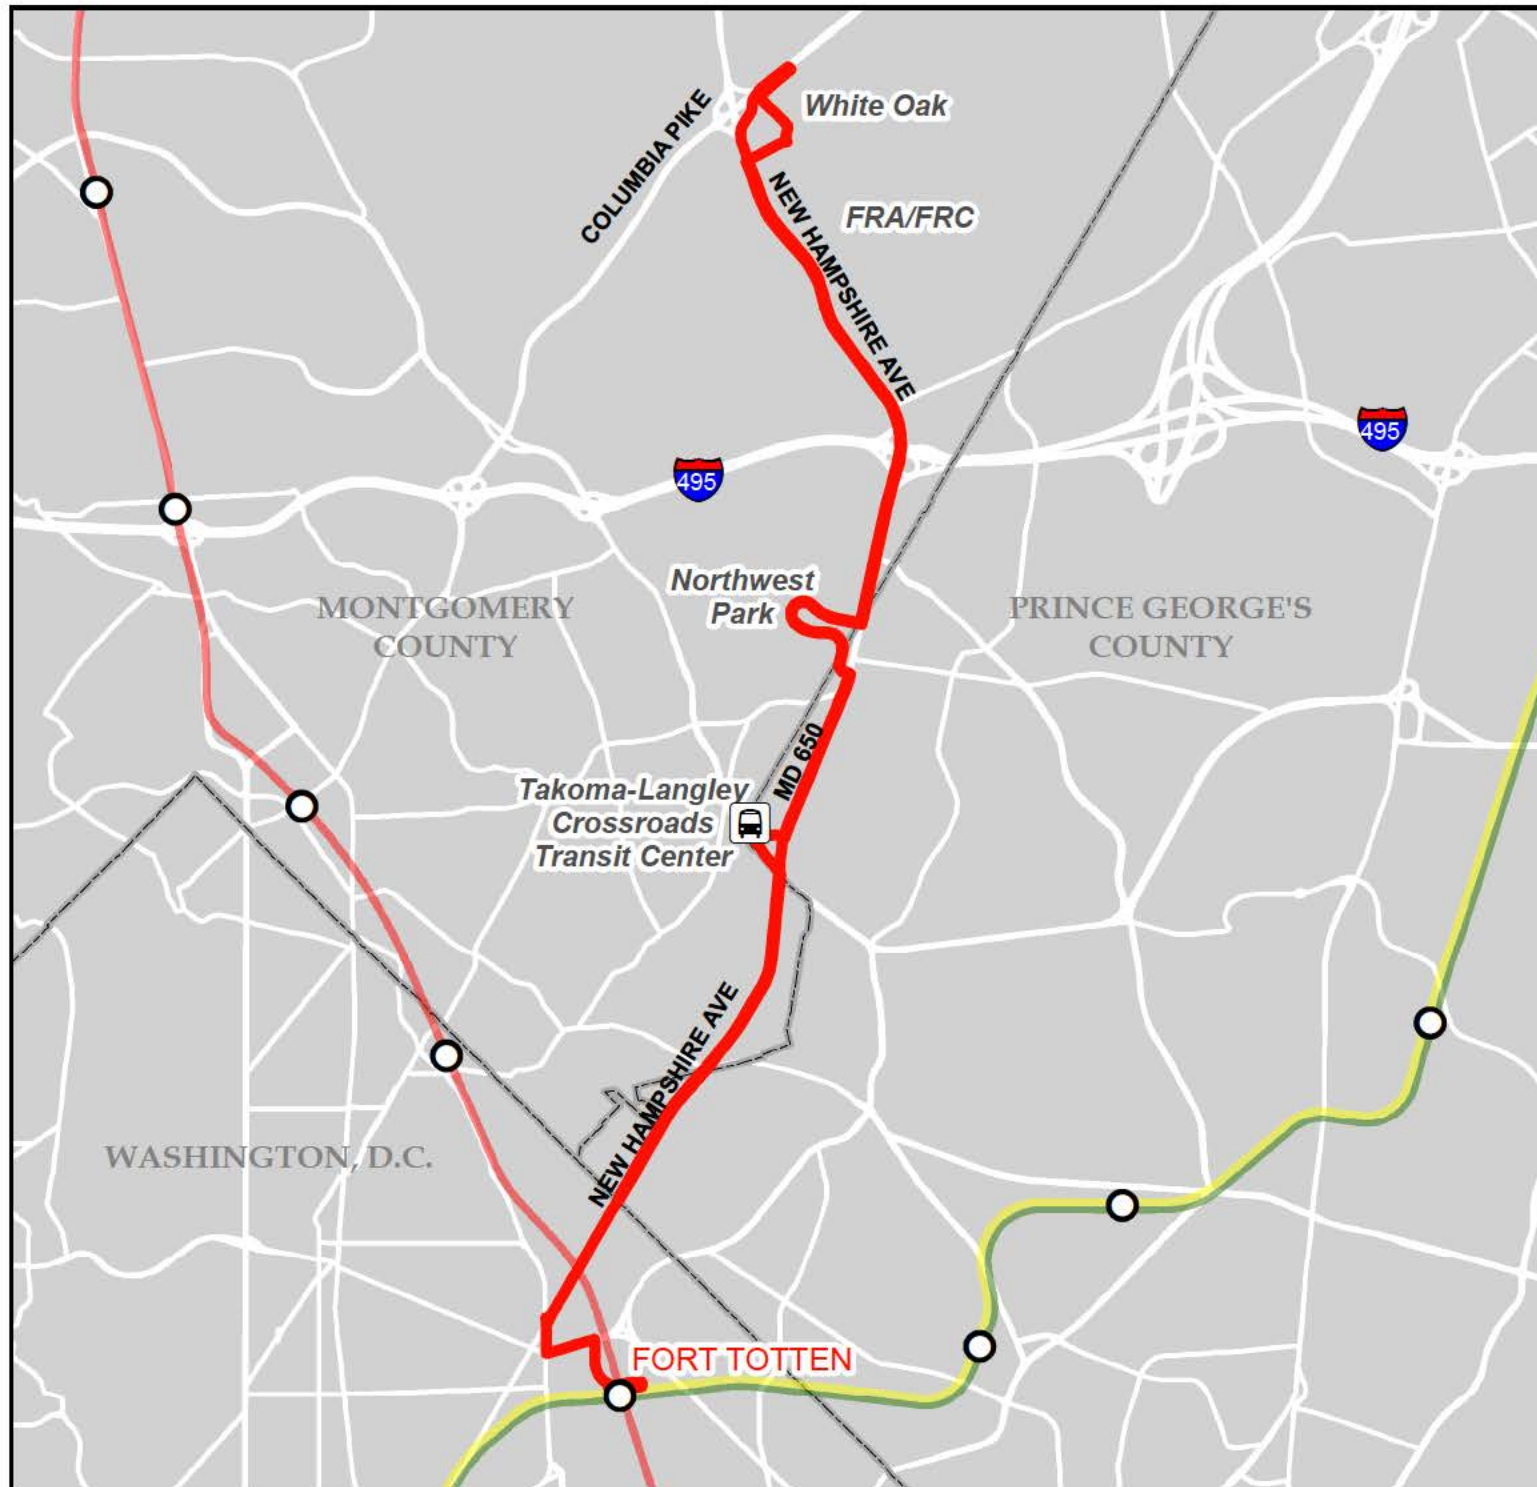 White Oak
COLUMBIA PIKE
FRA/FRC
NEW HAMPSHIRE AVE
495
495
Northwest
Park
MONTGOMERY
COUNTY
PRINCE GEORGE'S
COUNTY
MD 650
Takoma-Langley
Crossroads
Transit Center
NEW HAMPSHIRE AVE
WASHINGTON, D.C.
FORT TOTTEN